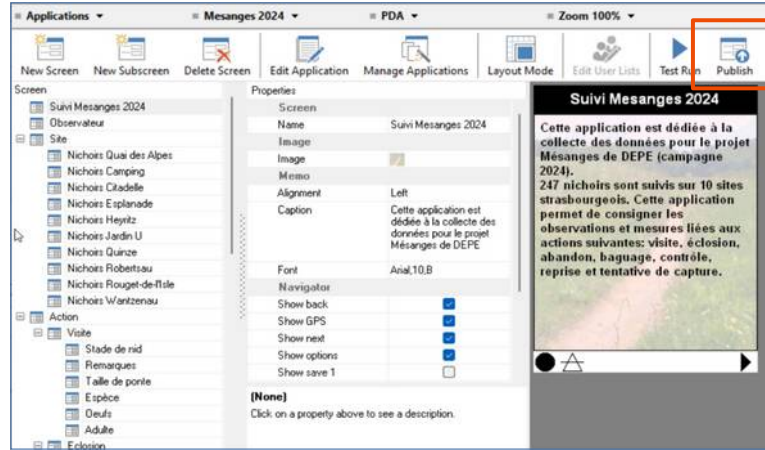 Applications
Mesanges 2024
PDA
Zoom 100%
New Screen
New Subscreen
Delete Screen
Edit Application
Manage Applications
Layout Mode
Edit User Lists
Test Run
Publish
Screen
Suivi Mesanges 2024
Observateur
Site
Nichoirs Quai des Alpes
Nichoirs Camping
Nichoirs Citadelle
Nichoirs Esplanade
Nichoirs Heyritz
Nichoirs Jardin U
Nichoirs Quinze
Nichoirs Robertsau
Nichoirs Rouget-de-l'Isle
Nichoirs Wantzenau
Action
Visite
Stade de nid
Remarques
Taille de ponte
Espèce
Oeufs
Adulte
Eclosion
Properties
Screen
Name
Suivi Mesanges 2024
Image
Image
Memo
Alignment
Left
Caption
Cette application est
dédiée à la collecte des
données pour le projet
Mésanges de DEPE
Font
Arial,10,B
Navigator
Show back
Show GPS
Show next
Show options
Show save 1
(None)
Click on a property above to see a description.
Suivi Mesanges 2024
Cette application est dédiée à la
collecte des données pour le projet
Mésanges de DEPE (campagne
2024).
247 nichoirs sont suivis sur 10 sites
strasbourgeois. Cette application
permet de consigner les
observations et mesures liées aux
actions suivantes: visite, éclosion,
abandon, baguage, contrôle,
reprise et tentative de capture.